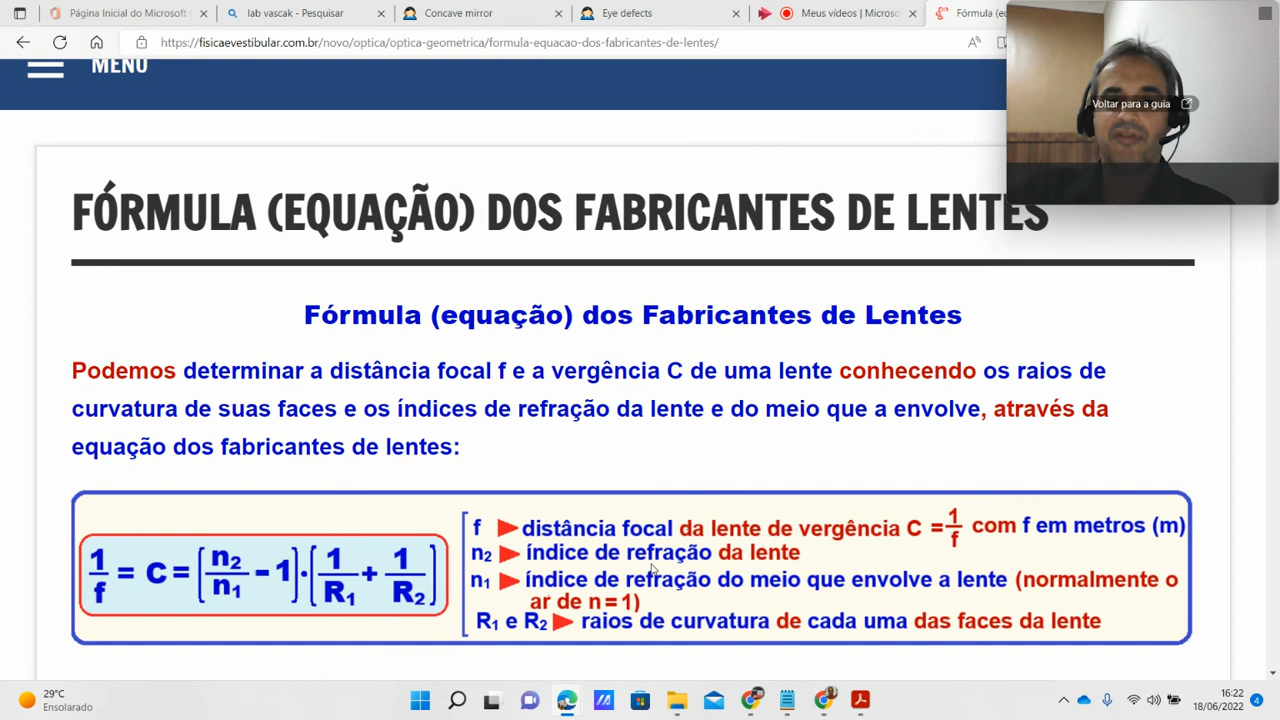 Página Inicial do Microsoft
lab vascak - Pesquisar
Concave mirror
Eye defects
Meus vídeos | Microso
Fórmula (e
https://fisicaevestibular.com.br/novo/optica/optica-geometrica/formula-equacao-dos-fabricantes-de-lentes/
Voltar para a guia
MENU
FÓRMULA (EQUAÇÃO) DOS FABRICANTES DE LENTES
Fórmula (equação) dos Fabricantes de Lentes
Podemos determinar a distância focal f e a vergência C de uma lente conhecendo os raios de
curvatura de suas faces e os índices de refração da lente e do meio que a envolve, através da
equação dos fabricantes de lentes:
1/f = C = (n₂/n₁ – 1)·(1/R₁ + 1/R₂)
f ► distância focal da lente de vergência C = 1/f com f em metros (m)
n₂ ► índice de refração da lente
n₁ ► índice de refração do meio que envolve a lente (normalmente o
ar de n = 1)
R₁ e R₂ ► raios de curvatura de cada uma das faces da lente
29°C
Ensolarado
16:22
18/06/2022
4